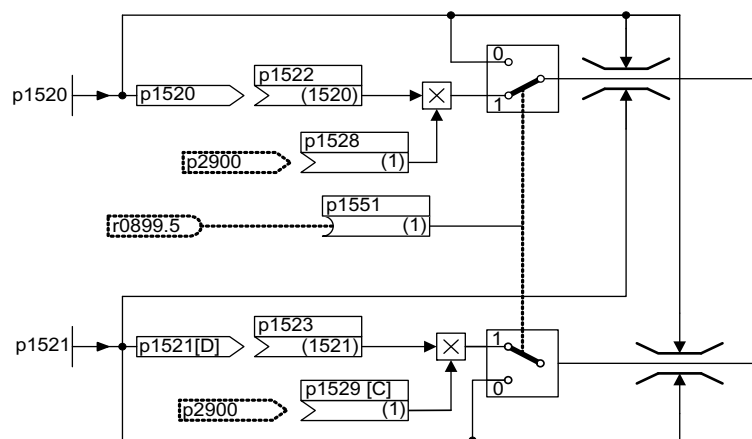 0
p1522
p1520
p1520
(1520)
×
1
p1528
p2900
(1)
p1551
r0899.5
(1)
p1523
1
p1521
p1521[D]
(1521)
×
p1529 [C]
0
p2900
(1)